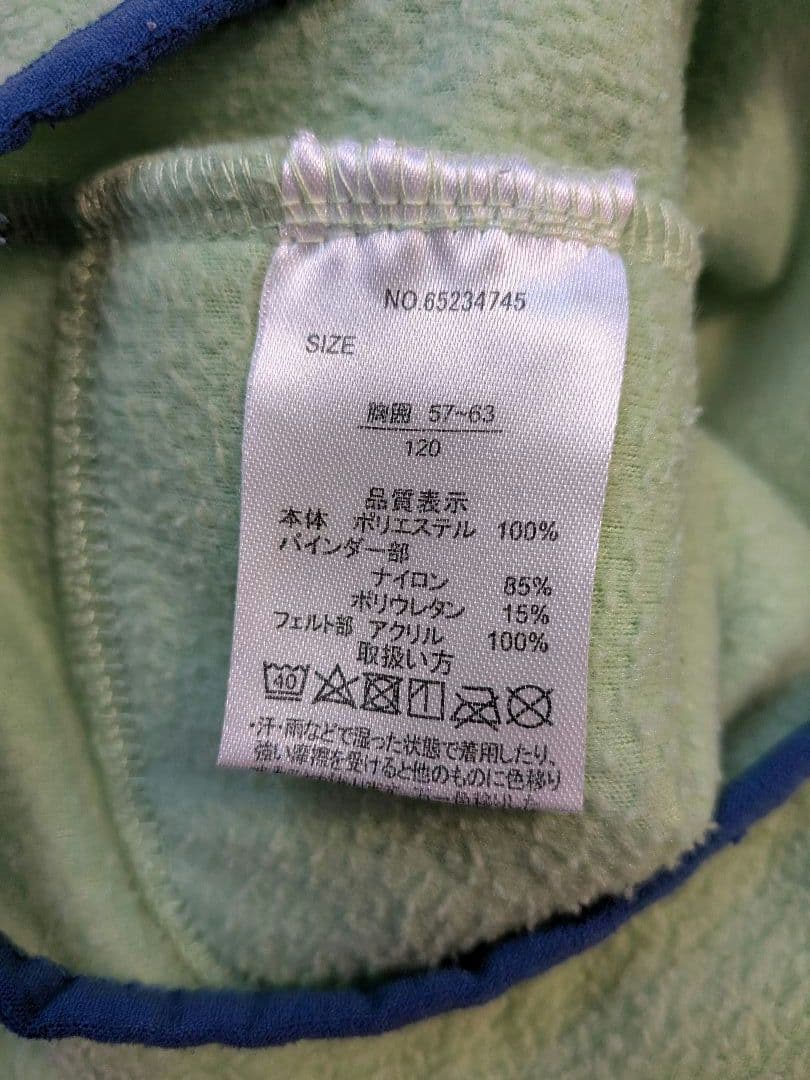 NO.65234745
SIZE
胸囲 57~63
120
品質表示
本体 ポリエステル 100%
バインダー部
ナイロン 85%
ポリウレタン 15%
フェルト部 アクリル 100%
取扱い方
40
・汗・雨などで湿った状態で着用したり、
強い摩擦を受けると他のものに色移り